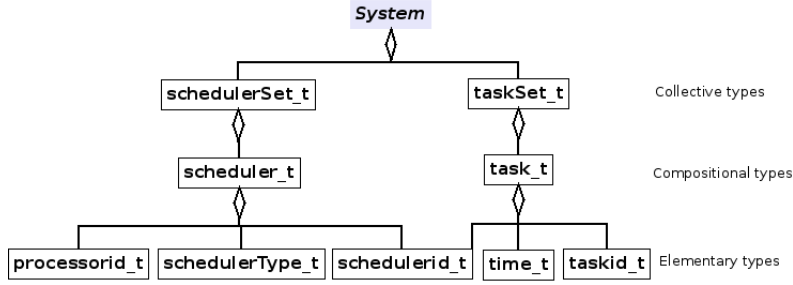 System
schedulerSet_t
taskSet_t
Collective types
scheduler_t
task_t
Compositional types
processorid_t
schedulerType_t
schedulerid_t
time_t
taskid_t
Elementary types